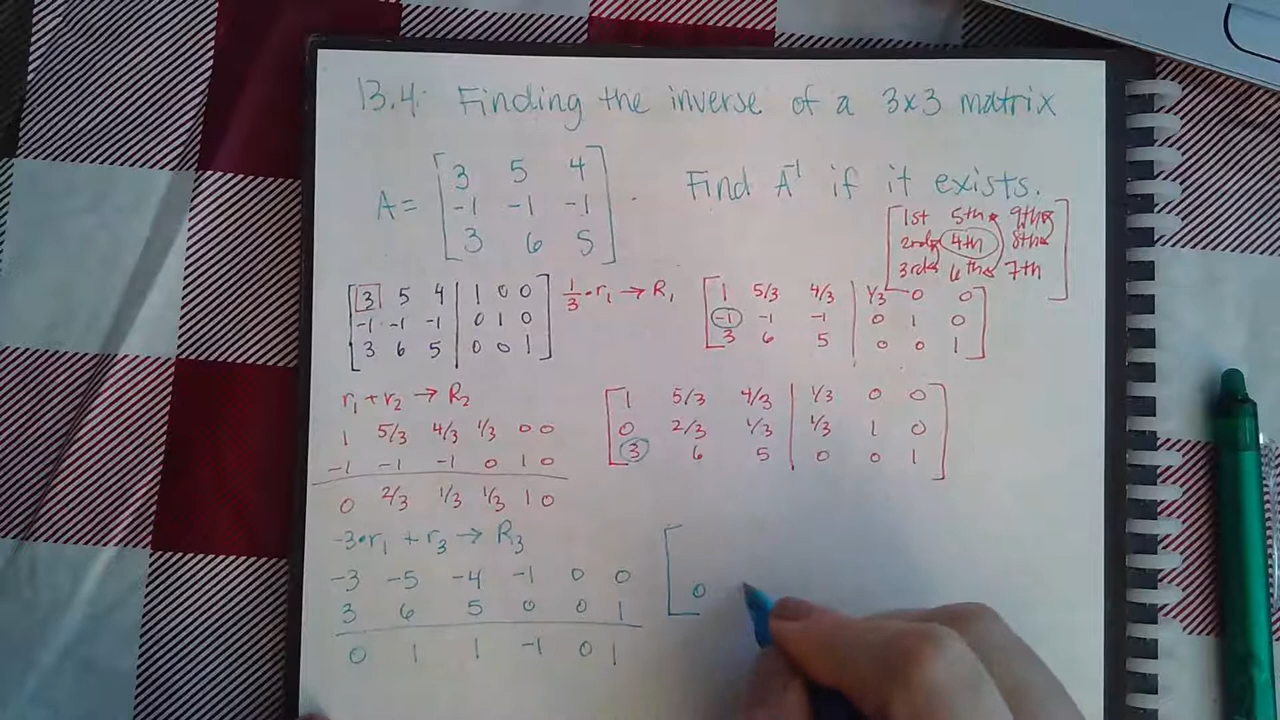 13.4: Finding the inverse of a 3x3 matrix
A = [ 3 5 4
-1 -1 -1 .
3 6 5 ]
Find A⁻¹ if it exists.
[ 1st 5th 9th
2nd 4th 8th
3rd 6th 7th ]
[ 3 5 4 | 1 0 0
-1 -1 -1 | 0 1 0
3 6 5 | 0 0 1 ]
1/3 · r₁ → R₁
[ 1 5/3 4/3 | 1/3 0 0
-1 -1 -1 | 0 1 0
3 6 5 | 0 0 1 ]
r₁ + r₂ → R₂
1 5/3 4/3 1/3 0 0
-1 -1 -1 0 1 0
0 2/3 1/3 1/3 1 0
[ 1 5/3 4/3 | 1/3 0 0
0 2/3 1/3 | 1/3 1 0
3 6 5 | 0 0 1 ]
-3·r₁ + r₃ → R₃
-3 -5 -4 -1 0 0
3 6 5 0 0 1
0 1 1 -1 0 1
[ 0